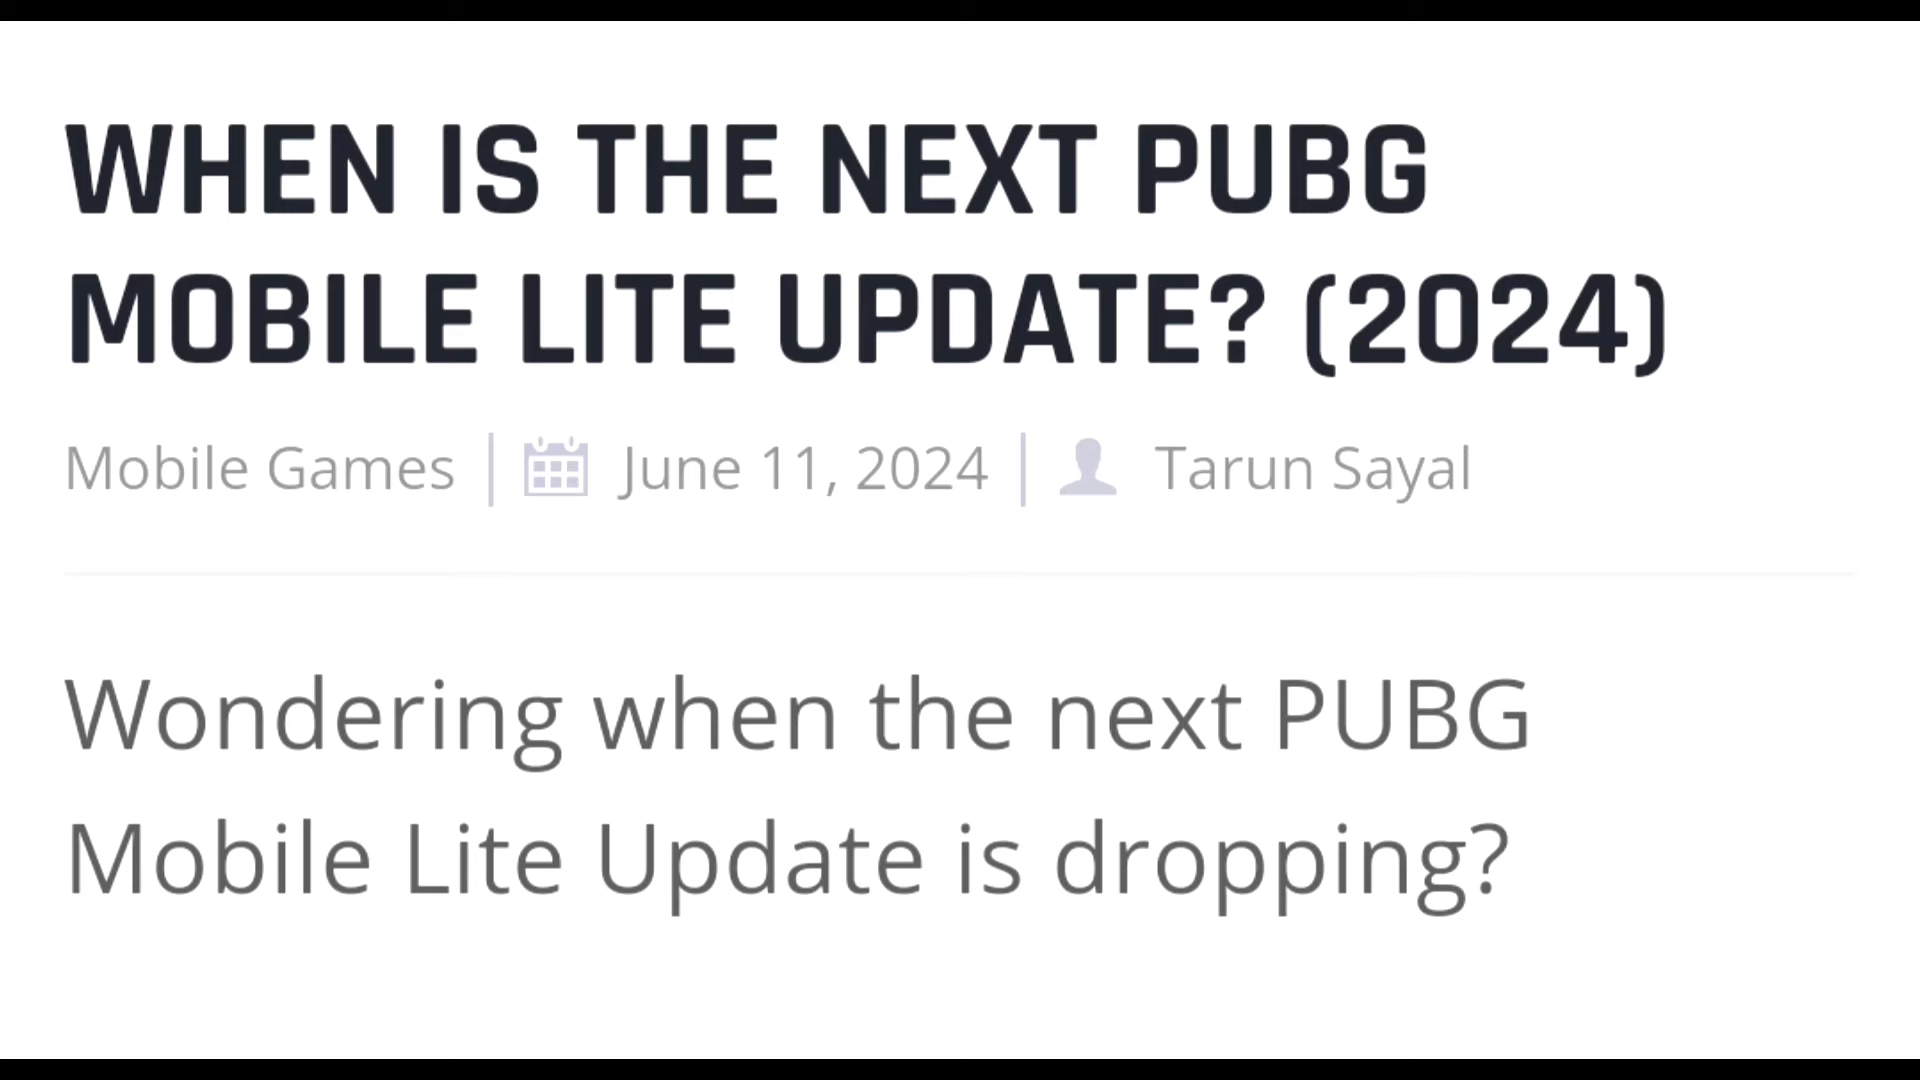 WHEN IS THE NEXT PUBG
MOBILE LITE UPDATE? (2024)
Mobile Games | June 11, 2024 | Tarun Sayal
Wondering when the next PUBG
Mobile Lite Update is dropping?